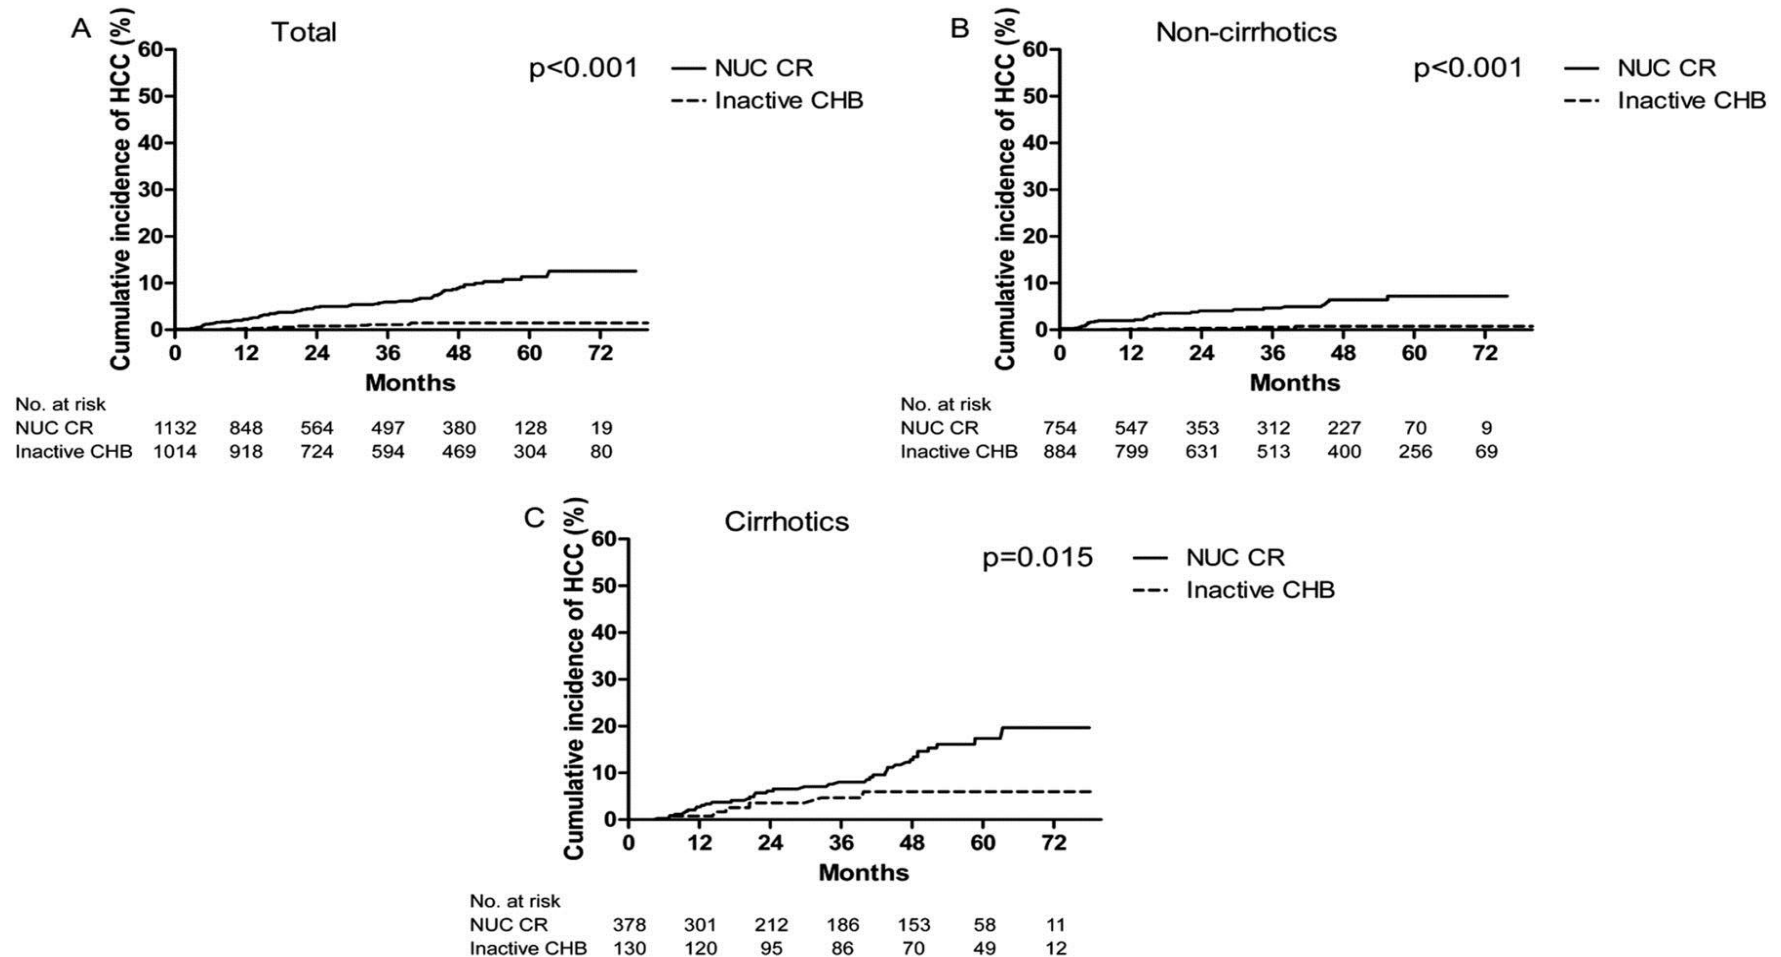 A
Total
Cumulative incidence of HCC (%)
60
50
40
30
20
10
0
p<0.001
NUC CR
Inactive CHB
0 12 24 36 48 60 72
Months
No. at risk
NUC CR 1132 848 564 497 380 128 19
Inactive CHB 1014 918 724 594 469 304 80
B
Non-cirrhotics
Cumulative incidence of HCC (%)
60
50
40
30
20
10
0
p<0.001
NUC CR
Inactive CHB
0 12 24 36 48 60 72
Months
No. at risk
NUC CR 754 547 353 312 227 70 9
Inactive CHB 884 799 631 513 400 256 69
C
Cirrhotics
Cumulative incidence of HCC (%)
60
50
40
30
20
10
0
p=0.015
NUC CR
Inactive CHB
0 12 24 36 48 60 72
Months
No. at risk
NUC CR 378 301 212 186 153 58 11
Inactive CHB 130 120 95 86 70 49 12